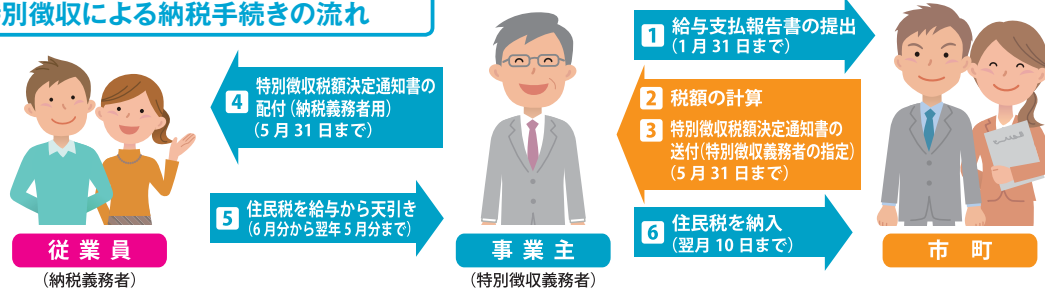 別徴収による納税手続きの流れ
1 給与支払報告書の提出
（1月31日まで）
2 税額の計算
3 特別徴収税額決定通知書の
送付（特別徴収義務者の指定）
（5月31日まで）
4 特別徴収税額決定通知書の
配付（納税義務者用）
（5月31日まで）
5 住民税を給与から天引き
（6月分から翌年5月分まで）
6 住民税を納入
（翌月10日まで）
従業員
（納税義務者）
事業主
（特別徴収義務者）
市町